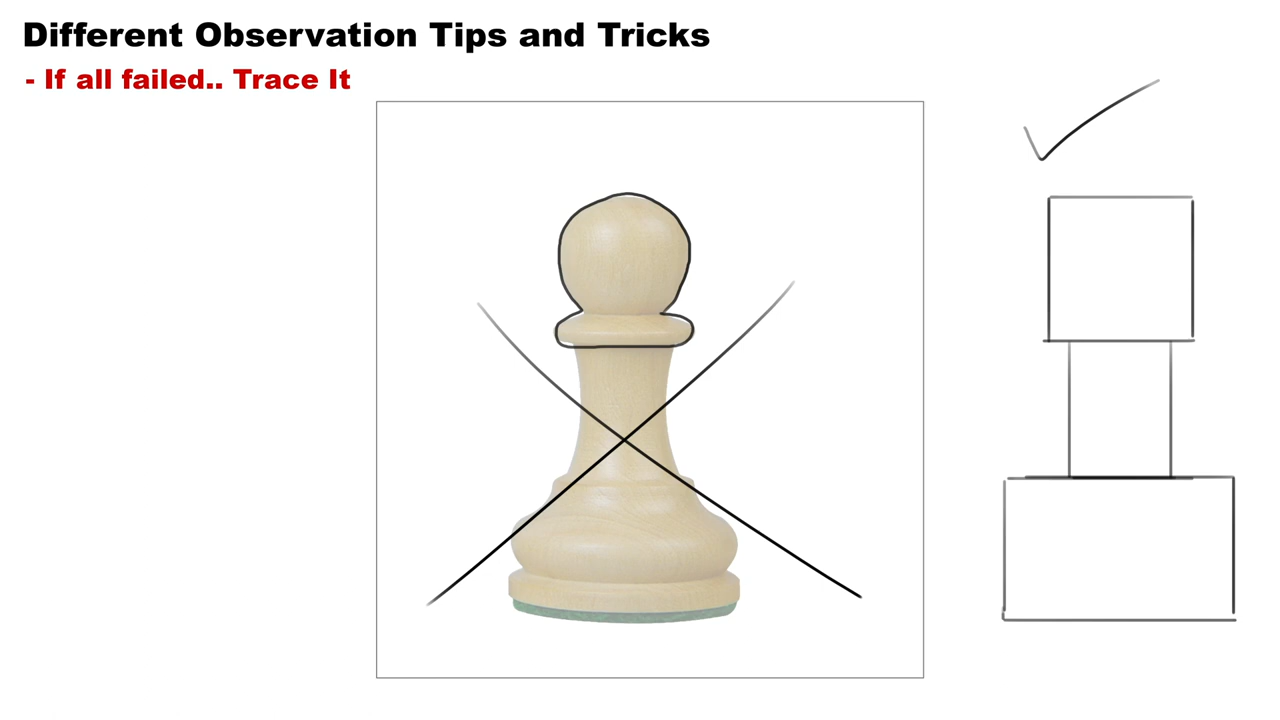 Different Observation Tips and Tricks
- If all failed.. Trace It